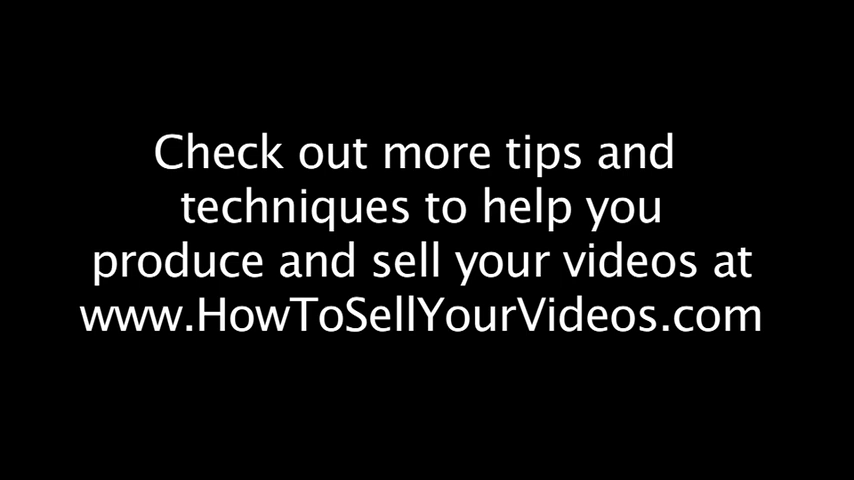 Check out more tips and
techniques to help you
produce and sell your videos at
www.HowToSellYourVideos.com